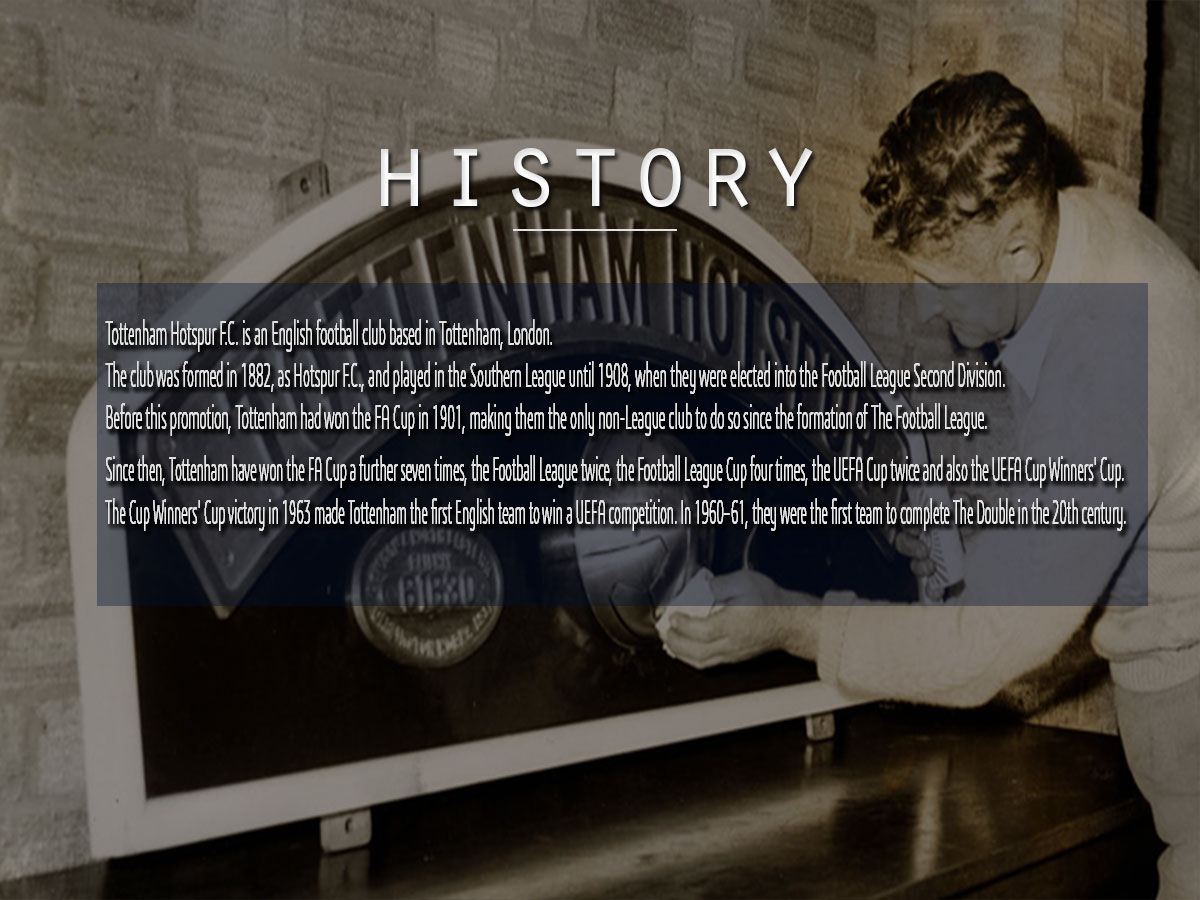 HISTORY
TOTTENHAM HOTSPUR
Tottenham Hotspur F.C. is an English football club based in Tottenham, London.
The club was formed in 1882, as Hotspur F.C., and played in the Southern League until 1908, when they were elected into the Football League Second Division.
Before this promotion, Tottenham had won the FA Cup in 1901, making them the only non-League club to do so since the formation of The Football League.
Since then, Tottenham have won the FA Cup a further seven times, the Football League twice, the Football League Cup four times, the UEFA Cup twice and also the UEFA Cup Winners' Cup.
The Cup Winners' Cup victory in 1963 made Tottenham the first English team to win a UEFA competition. In 1960–61, they were the first team to complete The Double in the 20th century.